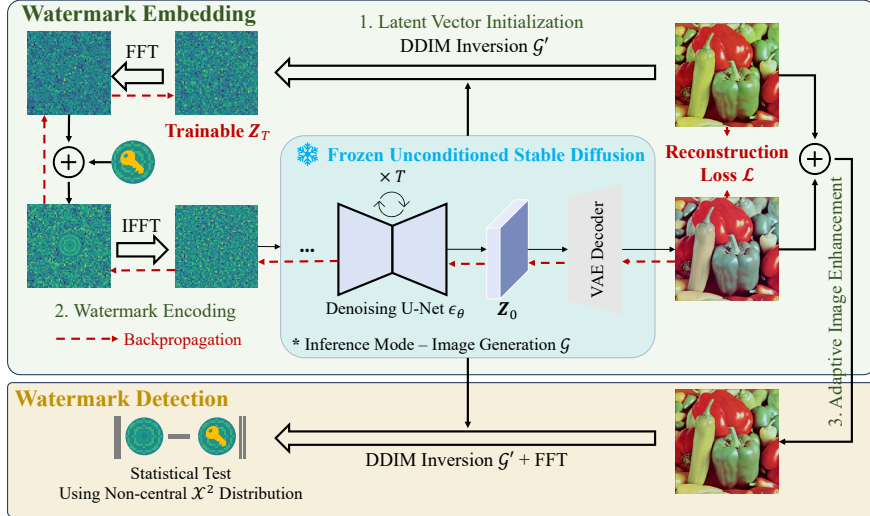 Watermark Embedding
1. Latent Vector Initialization
DDIM Inversion 𝒢′
FFT
Trainable Z_T
Frozen Unconditioned Stable Diffusion
Reconstruction
Loss ℒ
× T
IFFT
...
VAE Decoder
Denoising U-Net ϵ_θ
Z_0
2. Watermark Encoding
Backpropagation
* Inference Mode – Image Generation 𝒢
3. Adaptive Image Enhancement
Watermark Detection
DDIM Inversion 𝒢′ + FFT
Statistical Test
Using Non-central 𝒳² Distribution